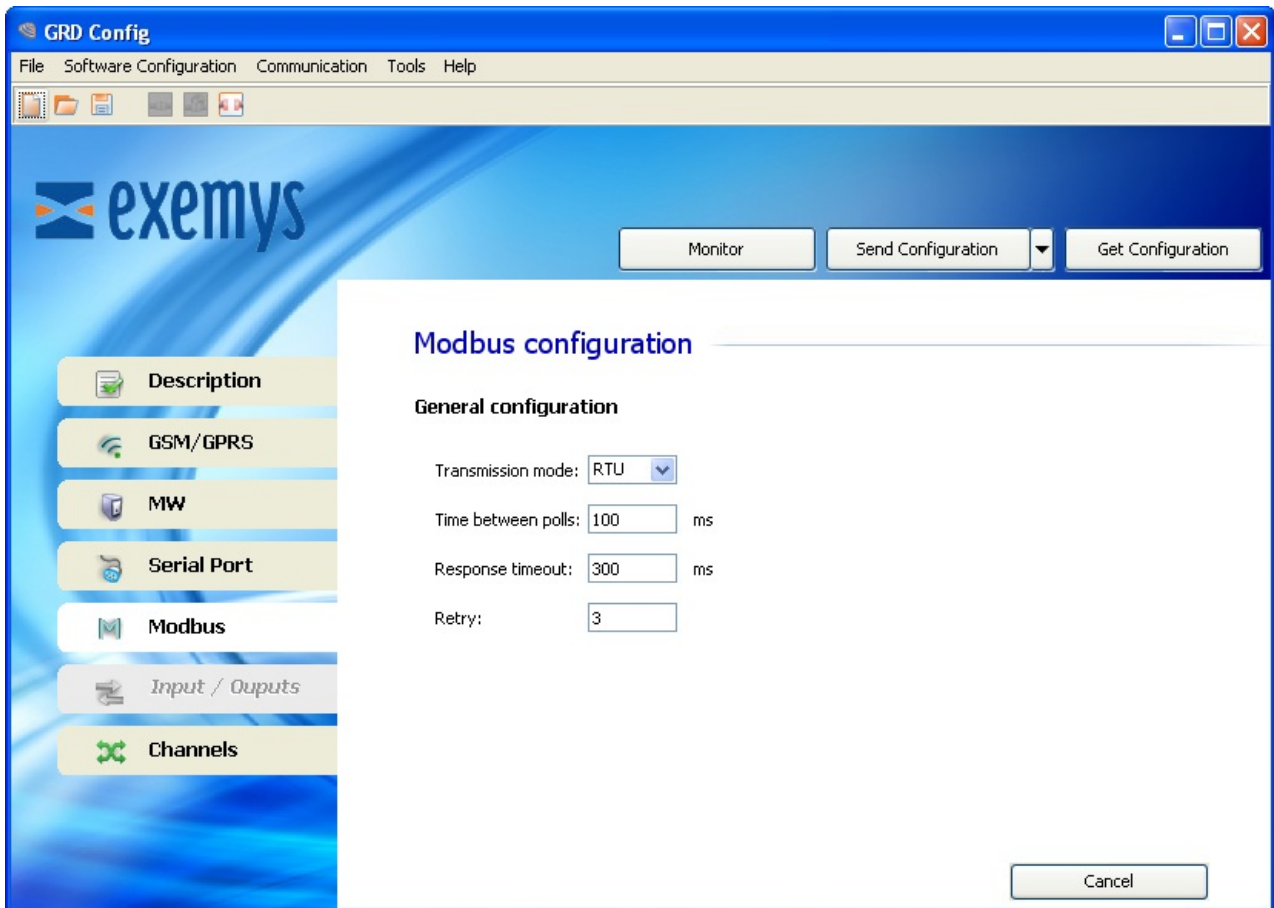 GRD Config
File Software Configuration Communication Tools Help
exemys
Monitor Send Configuration Get Configuration
Modbus configuration
Description
General configuration
GSM/GPRS
Transmission mode: RTU
MW
Time between polls: 100 ms
Serial Port
Response timeout: 300 ms
Modbus
Retry: 3
Input / Ouputs
Channels
Cancel